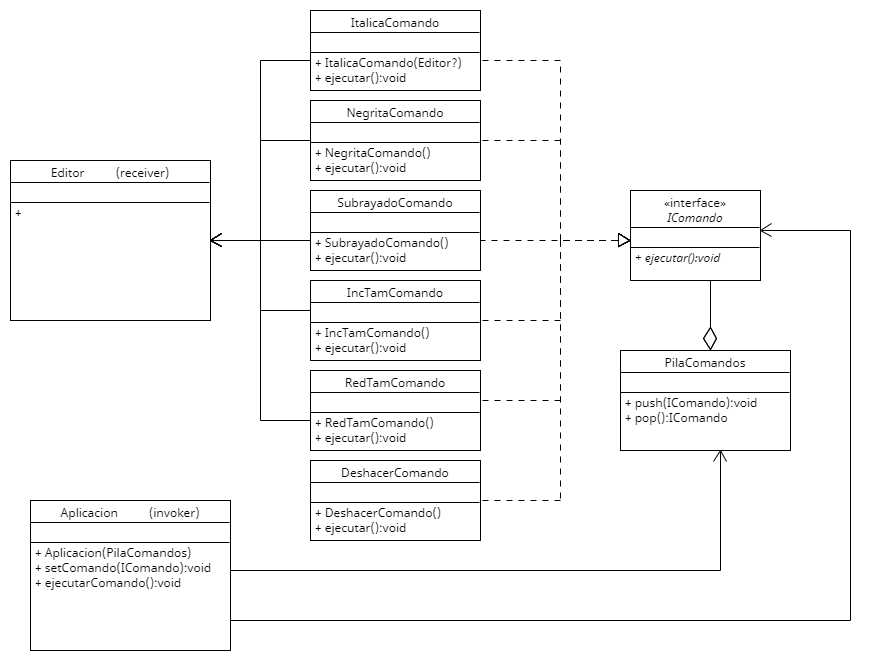 ItalicaComando
+ ItalicaComando(Editor?)
+ ejecutar():void
NegritaComando
+ NegritaComando()
+ ejecutar():void
Editor (receiver)
+
SubrayadoComando
+ SubrayadoComando()
+ ejecutar():void
«interface»
IComando
+ ejecutar():void
IncTamComando
+ IncTamComando()
+ ejecutar():void
PilaComandos
+ push(IComando):void
+ pop():IComando
RedTamComando
+ RedTamComando()
+ ejecutar():void
DeshacerComando
+ DeshacerComando()
+ ejecutar():void
Aplicacion (invoker)
+ Aplicacion(PilaComandos)
+ setComando(IComando):void
+ ejecutarComando():void